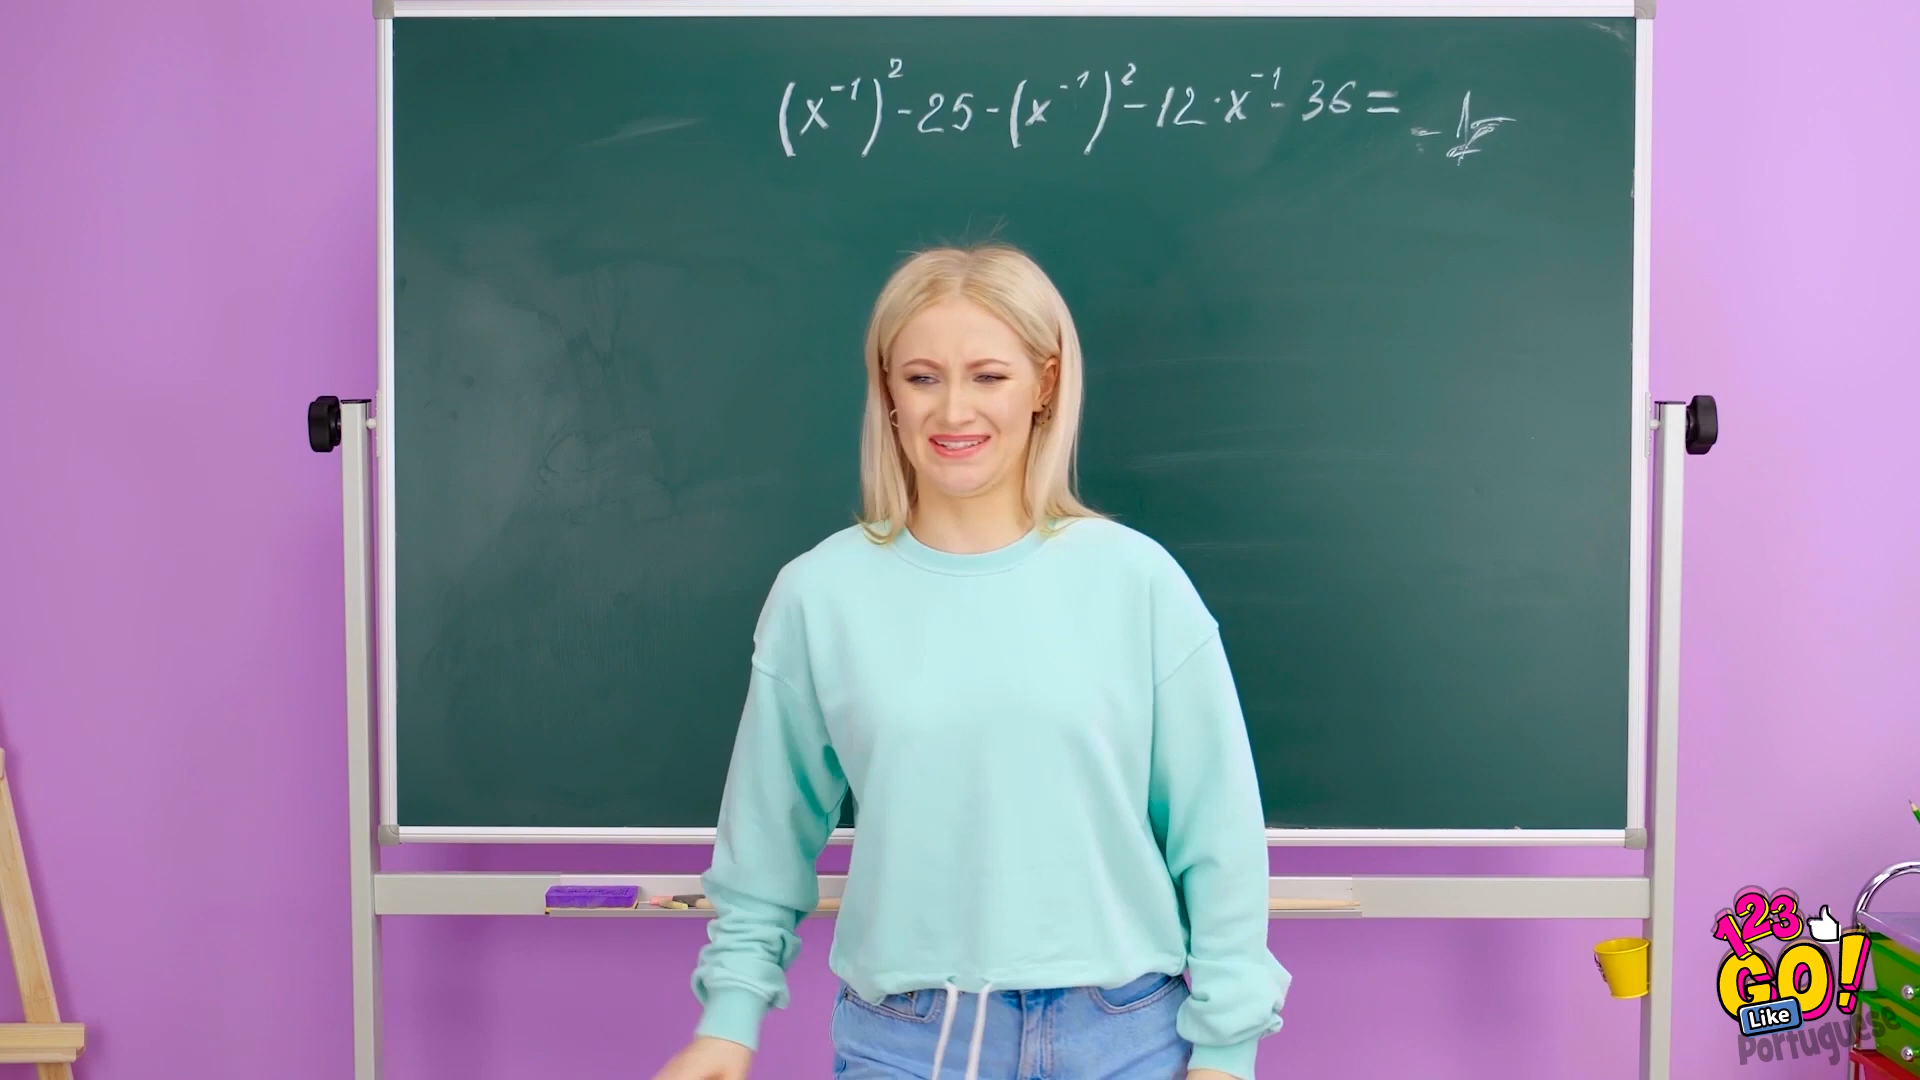 (x⁻¹)² - 25 - (x⁻¹)² - 12 · x⁻¹ - 36 =
123
GO!
Like
Portuguese